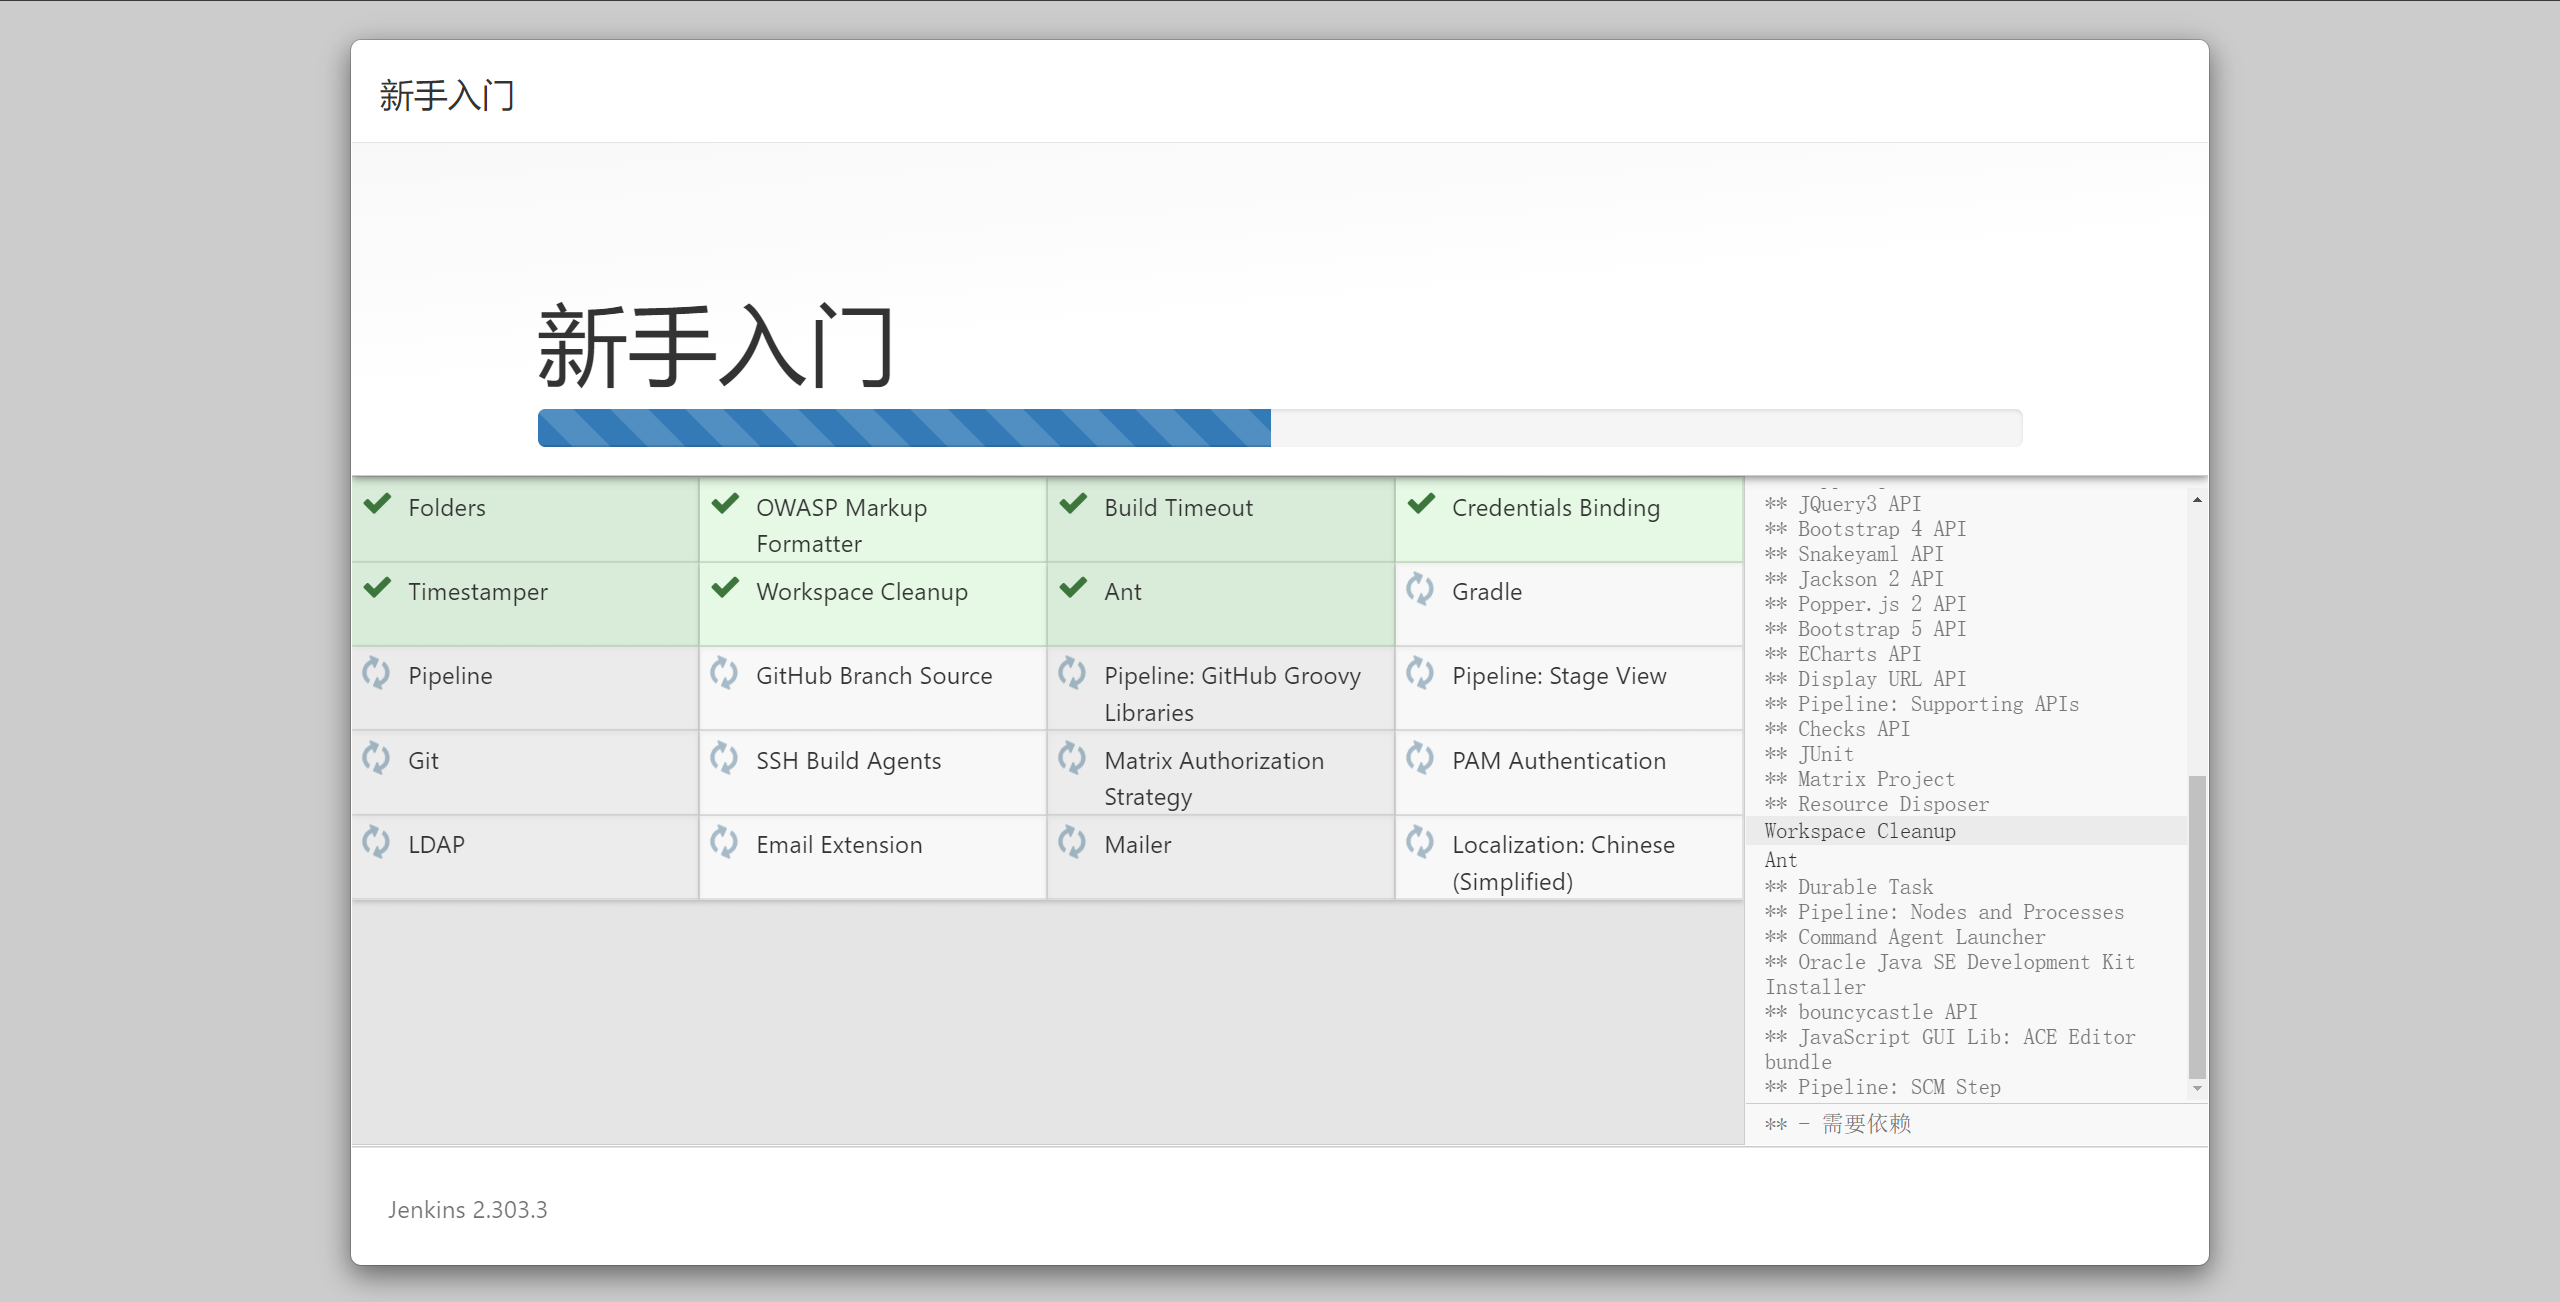 新手入门
新手入门
Folders
OWASP Markup
Formatter
Build Timeout
Credentials Binding
Timestamper
Workspace Cleanup
Ant
Gradle
Pipeline
GitHub Branch Source
Pipeline: GitHub Groovy
Libraries
Pipeline: Stage View
Git
SSH Build Agents
Matrix Authorization
Strategy
PAM Authentication
LDAP
Email Extension
Mailer
Localization: Chinese
(Simplified)
** JQuery3 API
** Bootstrap 4 API
** Snakeyaml API
** Jackson 2 API
** Popper.js 2 API
** Bootstrap 5 API
** ECharts API
** Display URL API
** Pipeline: Supporting APIs
** Checks API
** JUnit
** Matrix Project
** Resource Disposer
Workspace Cleanup
Ant
** Durable Task
** Pipeline: Nodes and Processes
** Command Agent Launcher
** Oracle Java SE Development Kit
Installer
** bouncycastle API
** JavaScript GUI Lib: ACE Editor
bundle
** Pipeline: SCM Step
** - 需要依赖
Jenkins 2.303.3